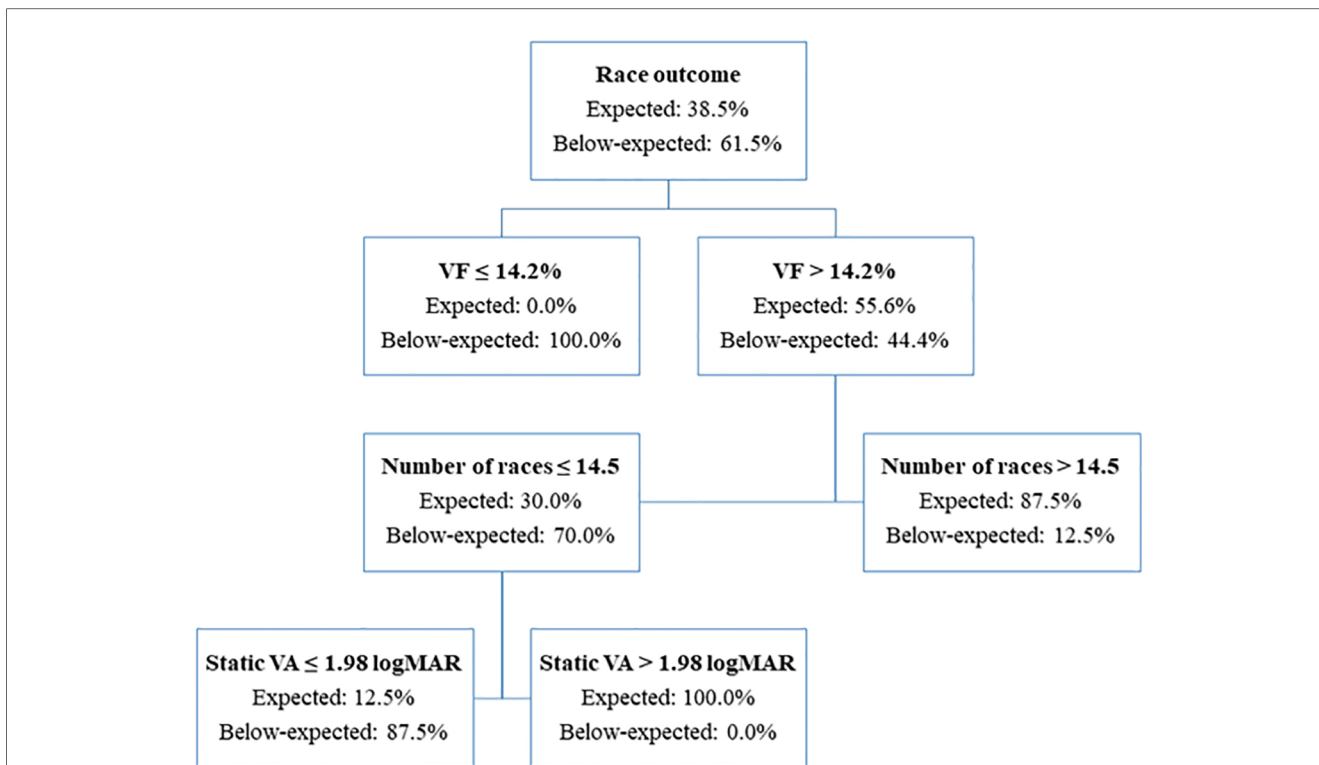 Race outcome
Expected: 38.5%
Below-expected: 61.5%
VF ≤ 14.2%
Expected: 0.0%
Below-expected: 100.0%
VF > 14.2%
Expected: 55.6%
Below-expected: 44.4%
Number of races ≤ 14.5
Expected: 30.0%
Below-expected: 70.0%
Number of races > 14.5
Expected: 87.5%
Below-expected: 12.5%
Static VA ≤ 1.98 logMAR
Expected: 12.5%
Below-expected: 87.5%
Static VA > 1.98 logMAR
Expected: 100.0%
Below-expected: 0.0%